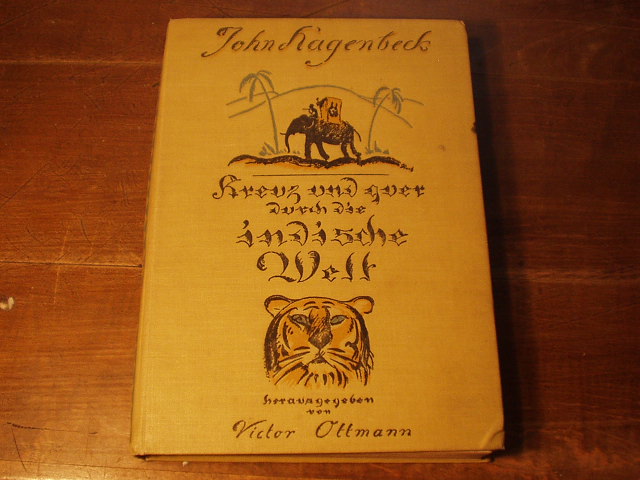 John Hagenbeck
Kreuz und quer
durch die
indische
Welt
herausgegeben
von
Victor Ottmann